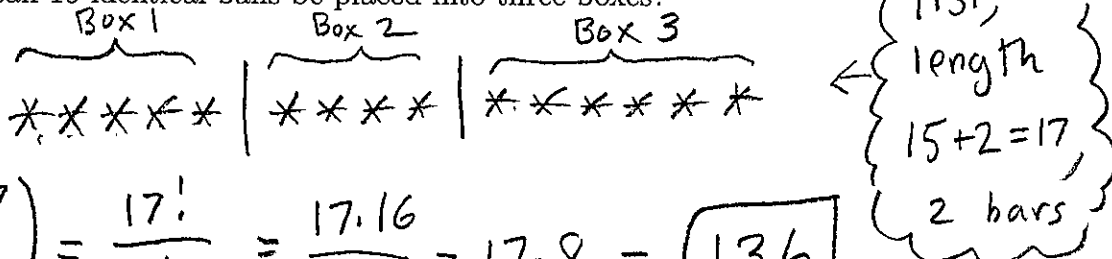 can 15 identical balls be placed into three boxes?
Box 1 Box 2 Box 3
***** | **** | ******
← list,
length
15+2=17,
2 bars
) = 17! = 17.16 = 17.8 = 136